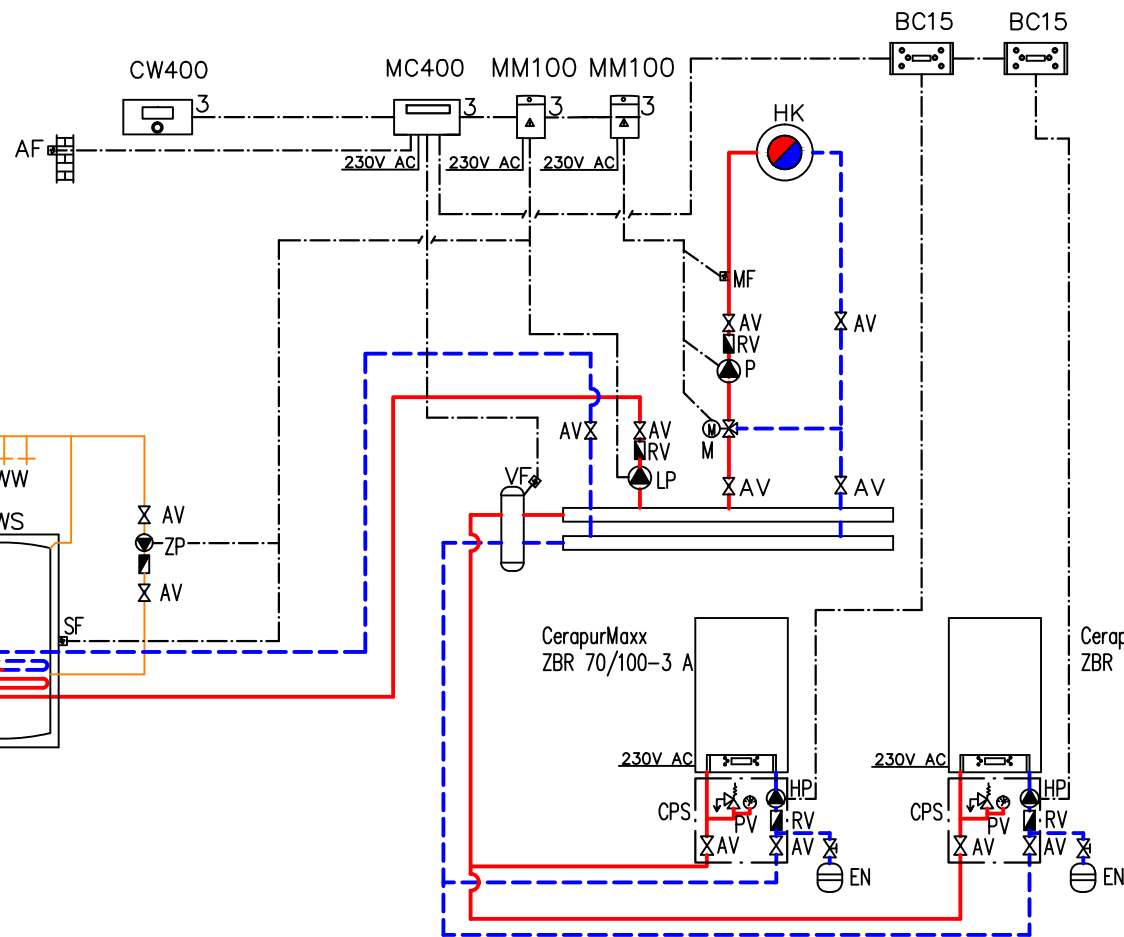 BC15 BC15
CW400 MC400 MM100 MM100
3 3 3 3
HK
AF
230V AC 230V AC 230V AC
MF
AV AV
RV
P
AV AV M
RV M
WW VF LP AV AV
WS AV
ZP
AV
SF
CerapurMaxx Cerap
ZBR 70/100-3 A ZBR
230V AC 230V AC
HP HP
CPS PV RV CPS PV RV
AV AV AV AV
EN EN